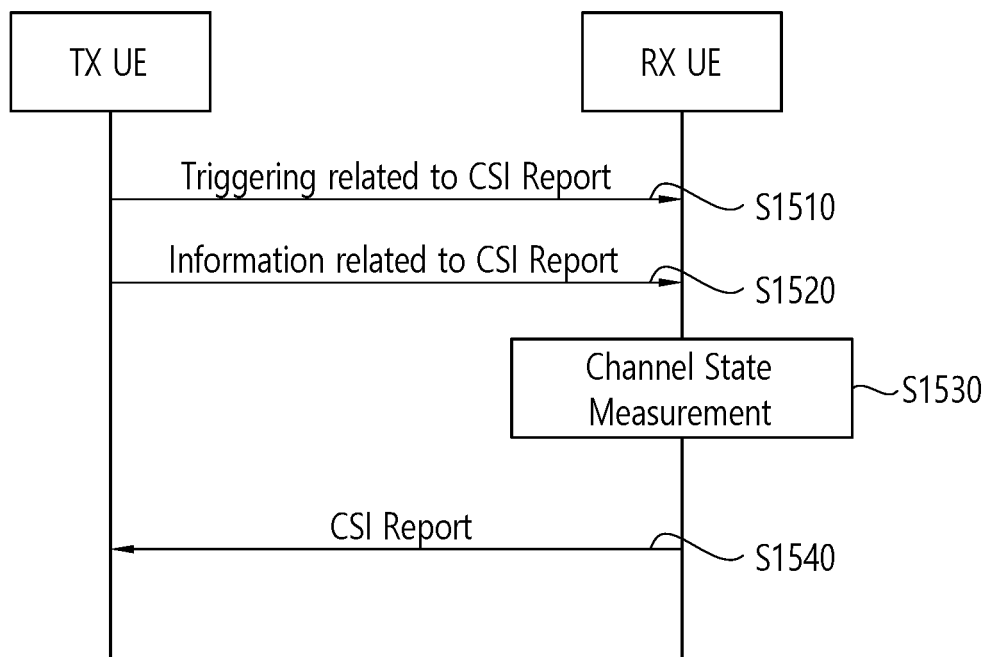 TX UE
RX UE
Triggering related to CSI Report
S1510
Information related to CSI Report
S1520
Channel State
Measurement
S1530
CSI Report
S1540